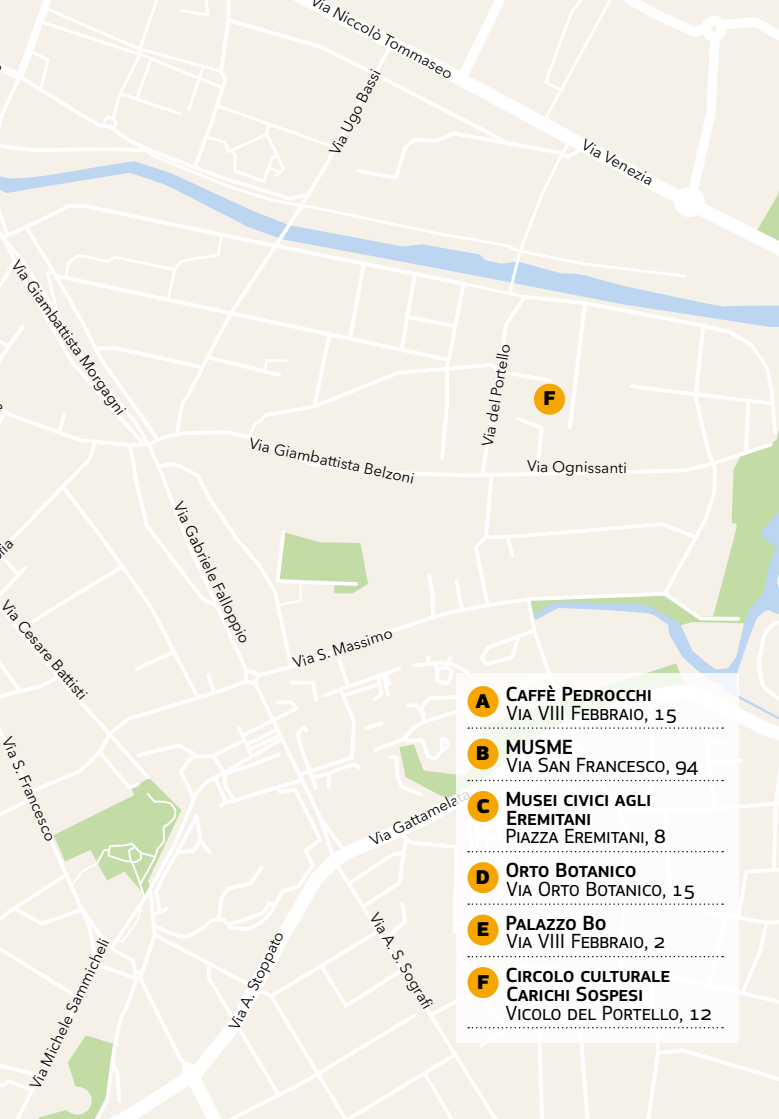 Via Niccolò Tommaseo
Via Ugo Bassi
Via Venezia
Via Giambattista Morgagni
Via del Portello
F
Via Giambattista Belzoni
Via Ognissanti
Via Gabriele Falloppio
Via Cesare Battisti
Via S. Massimo
Via S. Francesco
Via Gattamelata
Via A. S. Sografi
Via A. Stoppato
Via Michele Sammicheli
A CAFFÈ PEDROCCHI
VIA VIII FEBBRAIO, 15
B MUSME
VIA SAN FRANCESCO, 94
C MUSEI CIVICI AGLI
EREMITANI
PIAZZA EREMITANI, 8
D ORTO BOTANICO
VIA ORTO BOTANICO, 15
E PALAZZO BO
VIA VIII FEBBRAIO, 2
F CIRCOLO CULTURALE
CARICHI SOSPESI
VICOLO DEL PORTELLO, 12